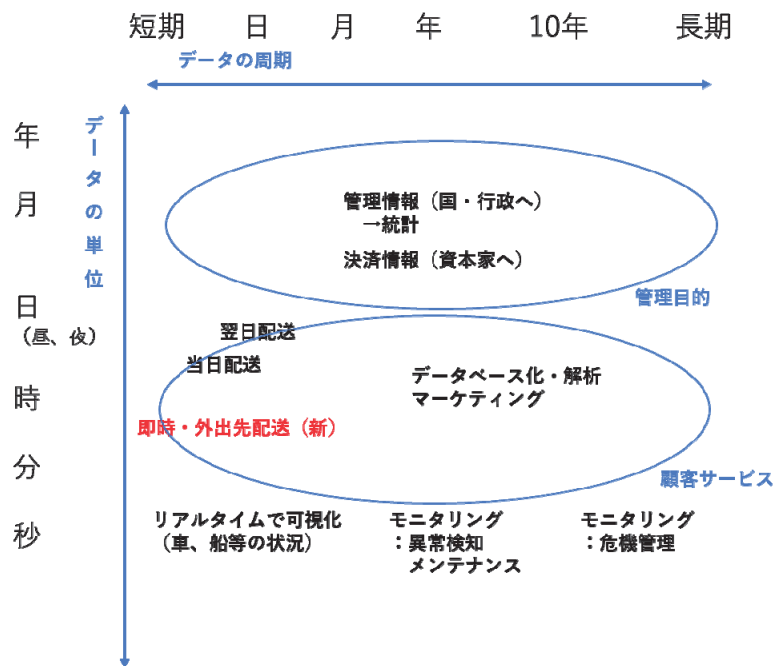 短期 日 月 年 10年 長期
データの周期
データの単位
年
月
日
（昼、夜）
時
分
秒
管理情報（国・行政へ）
→統計
決済情報（資本家へ）
管理目的
翌日配送
当日配送
データベース化・解析
マーケティング
即時・外出先配送（新）
顧客サービス
リアルタイムで可視化
（車、船等の状況）
モニタリング
：異常検知
メンテナンス
モニタリング
：危機管理